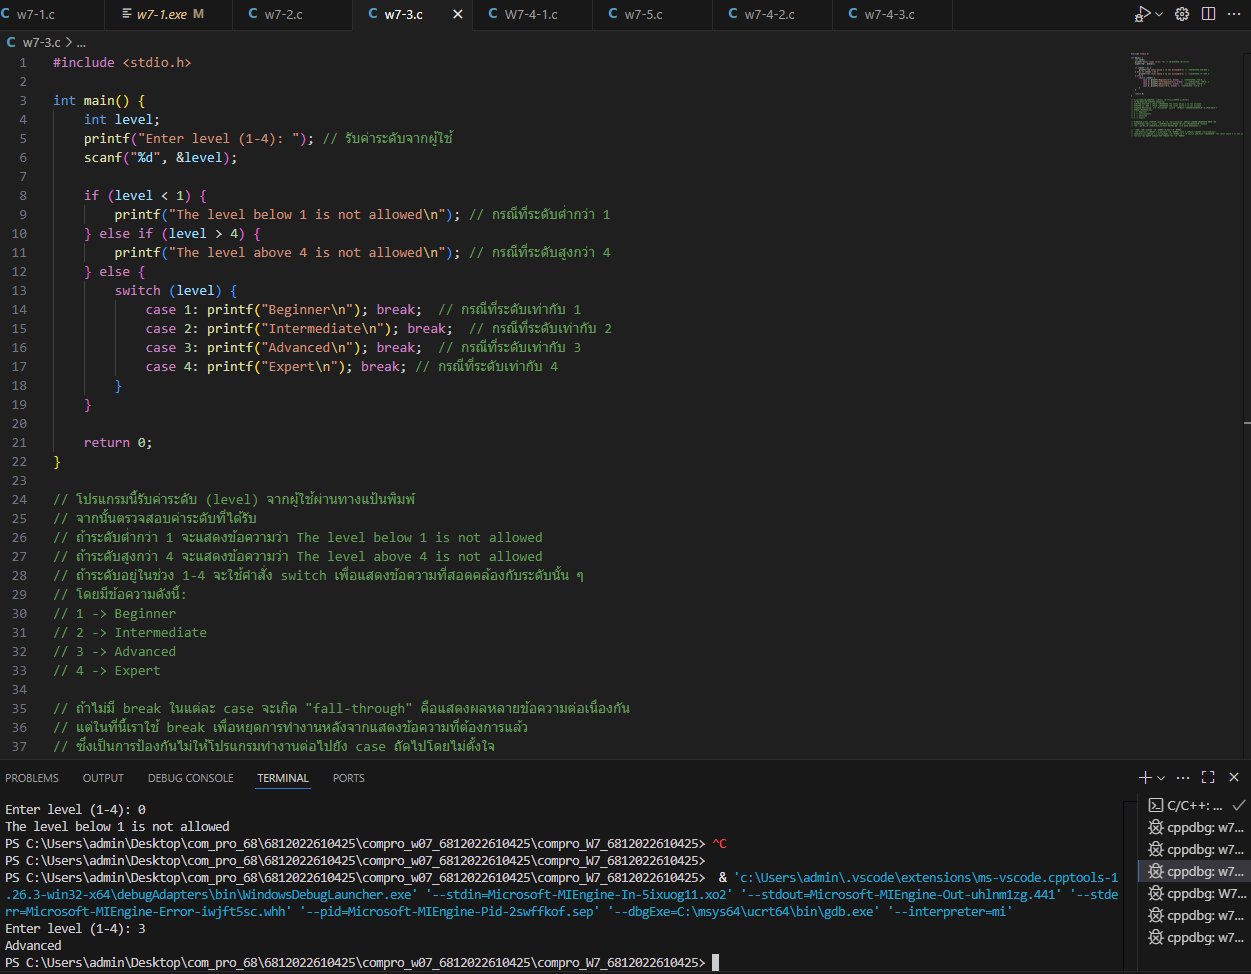 w7-1.c
w7-1.exe M
w7-2.c
w7-3.c
W7-4-1.c
w7-5.c
w7-4-2.c
w7-4-3.c
w7-3.c > ...
1 #include <stdio.h>
2
3 int main() {
4 int level;
5 printf("Enter level (1-4): "); // รับค่าระดับจากผู้ใช้
6 scanf("%d", &level);
7
8 if (level < 1) {
9 printf("The level below 1 is not allowed\n"); // กรณีที่ระดับต่ำกว่า 1
10 } else if (level > 4) {
11 printf("The level above 4 is not allowed\n"); // กรณีที่ระดับสูงกว่า 4
12 } else {
13 switch (level) {
14 case 1: printf("Beginner\n"); break; // กรณีที่ระดับเท่ากับ 1
15 case 2: printf("Intermediate\n"); break; // กรณีที่ระดับเท่ากับ 2
16 case 3: printf("Advanced\n"); break; // กรณีที่ระดับเท่ากับ 3
17 case 4: printf("Expert\n"); break; // กรณีที่ระดับเท่ากับ 4
18 }
19 }
20
21 return 0;
22 }
23
24 // โปรแกรมนี้รับค่าระดับ (level) จากผู้ใช้ผ่านทางแป้นพิมพ์
25 // จากนั้นตรวจสอบค่าระดับที่ได้รับ
26 // ถ้าระดับต่ำกว่า 1 จะแสดงข้อความว่า The level below 1 is not allowed
27 // ถ้าระดับสูงกว่า 4 จะแสดงข้อความว่า The level above 4 is not allowed
28 // ถ้าระดับอยู่ในช่วง 1-4 จะใช้คำสั่ง switch เพื่อแสดงข้อความที่สอดคล้องกับระดับนั้น ๆ
29 // โดยมีข้อความดังนี้:
30 // 1 -> Beginner
31 // 2 -> Intermediate
32 // 3 -> Advanced
33 // 4 -> Expert
34
35 // ถ้าไม่มี break ในแต่ละ case จะเกิด "fall-through" คือแสดงผลหลายข้อความต่อเนื่องกัน
36 // แต่ในที่นี้เราใช้ break เพื่อหยุดการทำงานหลังจากแสดงข้อความที่ต้องการแล้ว
37 // ซึ่งเป็นการป้องกันไม่ให้โปรแกรมทำงานต่อไปยัง case ถัดไปโดยไม่ตั้งใจ
PROBLEMS OUTPUT DEBUG CONSOLE TERMINAL PORTS
Enter level (1-4): 0
The level below 1 is not allowed
PS C:\Users\admin\Desktop\com_pro_68\6812022610425\compro_w07_6812022610425\compro_W7_6812022610425> ^C
PS C:\Users\admin\Desktop\com_pro_68\6812022610425\compro_w07_6812022610425\compro_W7_6812022610425>
PS C:\Users\admin\Desktop\com_pro_68\6812022610425\compro_w07_6812022610425\compro_W7_6812022610425> & 'c:\Users\admin\.vscode\extensions\ms-vscode.cpptools-1
.26.3-win32-x64\debugAdapters\bin\WindowsDebugLauncher.exe' '--stdin=Microsoft-MIEngine-In-5ixuog11.xo2' '--stdout=Microsoft-MIEngine-Out-uhlnm1zg.441' '--stde
rr=Microsoft-MIEngine-Error-iwjft5sc.whh' '--pid=Microsoft-MIEngine-Pid-2swffkof.sep' '--dbgExe=C:\msys64\ucrt64\bin\gdb.exe' '--interpreter=mi'
Enter level (1-4): 3
Advanced
PS C:\Users\admin\Desktop\com_pro_68\6812022610425\compro_w07_6812022610425\compro_W7_6812022610425>
C/C++: ...
cppdbg: w7...
cppdbg: w7...
cppdbg: w7...
cppdbg: W7...
cppdbg: w7...
cppdbg: w7...